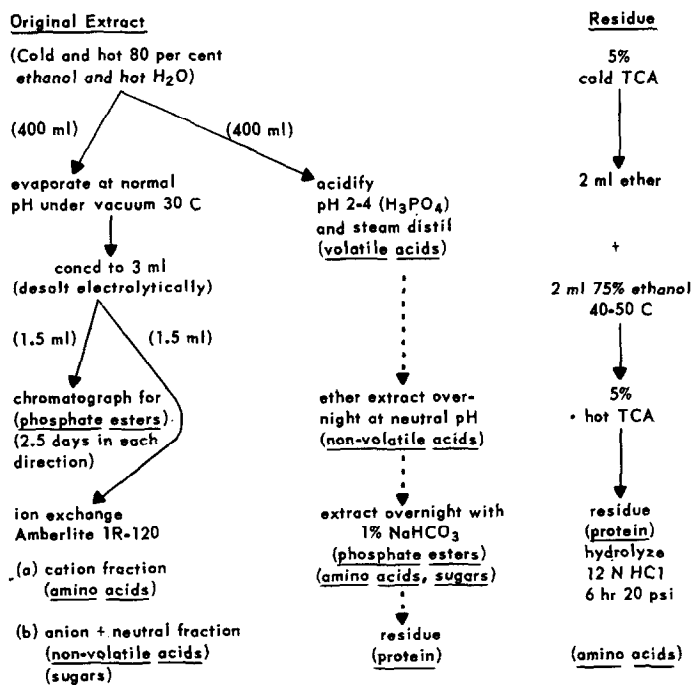 Original Extract
(Cold and hot 80 per cent
ethanol and hot H₂O)
(400 ml)
(400 ml)
evaporate at normal
pH under vacuum 30 C
concd to 3 ml
(desalt electrolytically)
(1.5 ml)
(1.5 ml)
chromatograph for
(phosphate esters)
(2.5 days in each
direction)
ion exchange
Amberlite 1R-120
(a) cation fraction
(amino acids)
(b) anion + neutral fraction
(non-volatile acids)
(sugars)
acidify
pH 2-4 (H₃PO₄)
and steam distil
(volatile acids)
ether extract over-
night at neutral pH
(non-volatile acids)
extract overnight with
1% NaHCO₃
(phosphate esters)
(amino acids, sugars)
residue
(protein)
Residue
5%
cold TCA
2 ml ether
+
2 ml 75% ethanol
40-50 C
5%
hot TCA
residue
(protein)
hydrolyze
12 N HC1
6 hr 20 psi
(amino acids)